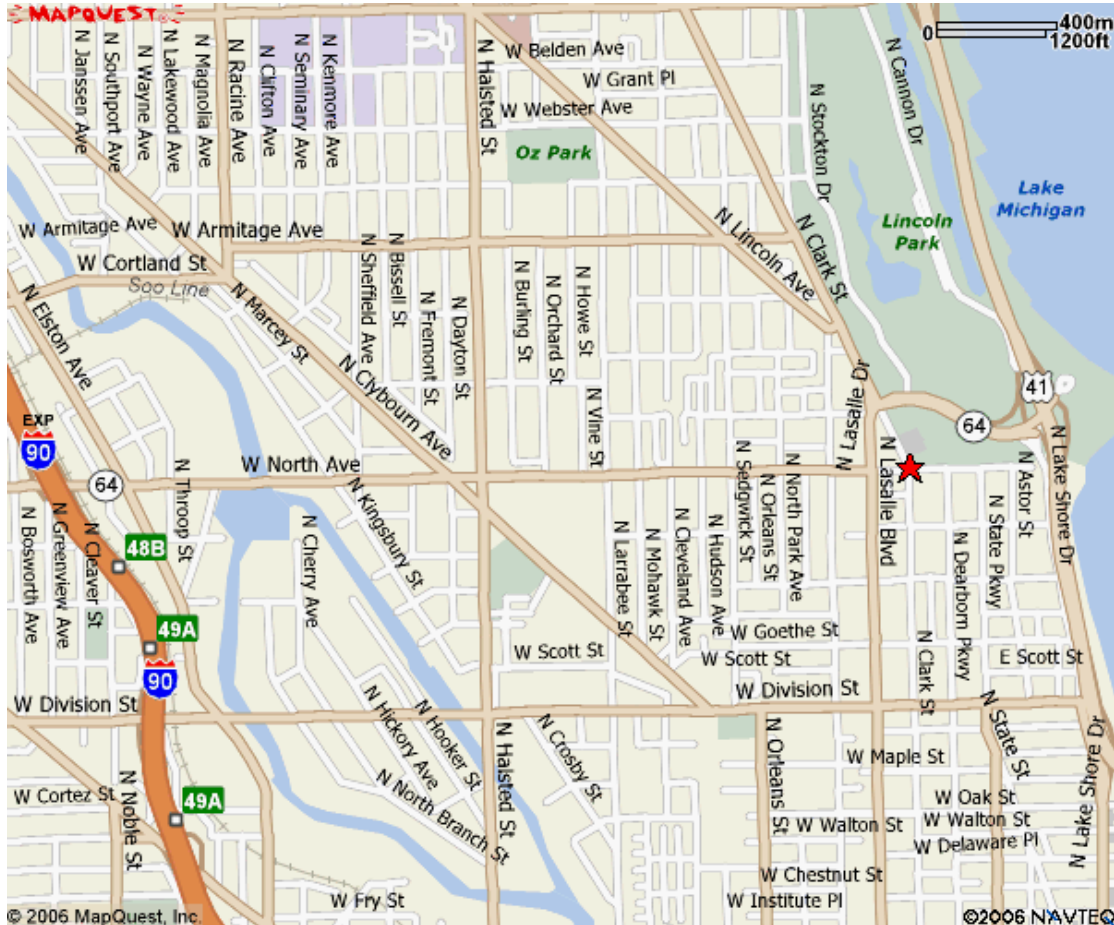 MAPQUEST
400m
0
1200ft
N Janssen Ave
N Southport Ave
N Wayne Ave
N Lakewood Ave
N Magnolia Ave
N Racine Ave
N Clifton Ave
N Seminary Ave
N Kenmore Ave
N Halsted St
W Belden Ave
W Grant Pl
W Webster Ave
Oz Park
N Stockton Dr
N Cannon Dr
Lake
Michigan
Lincoln
Park
W Armitage Ave
W Armitage Ave
W Cortland St
Soo Line
N Lincoln Ave
N Clark St
N Elston Ave
N Marcey St
N Sheffield Ave
N Bissell St
N Fremont St
N Dayton St
N Burling St
N Orchard St
N Howe St
N Clybourn Ave
N Vine St
N Lasalle Dr
41
64
EXP
90
64
W North Ave
N Throop St
N Kingsbury St
N Sedgwick St
N Orleans St
N North Park Ave
N Lasalle Blvd
N Astor St
N Lake Shore Dr
N Bosworth Ave
N Greenview Ave
N Cleaver St
48B
N Cherry Ave
N Larrabee St
N Mohawk St
N Cleveland Ave
N Hudson Ave
N Dearborn Pkwy
N State Pkwy
49A
90
W Goethe St
W Scott St
W Scott St
E Scott St
N Clark St
W Division St
W Division St
N Hickory Ave
N Hooker St
N Halsted St
N Crosby St
N Orleans St
N State St
N Lake Shore Dr
W Maple St
W Cortez St
N Noble St
49A
N North Branch St
W Oak St
W Walton St
W Walton St
W Delaware Pl
W Chestnut St
W Fry St
W Institute Pl
© 2006 MapQuest, Inc.
©2006 NAVTEQ